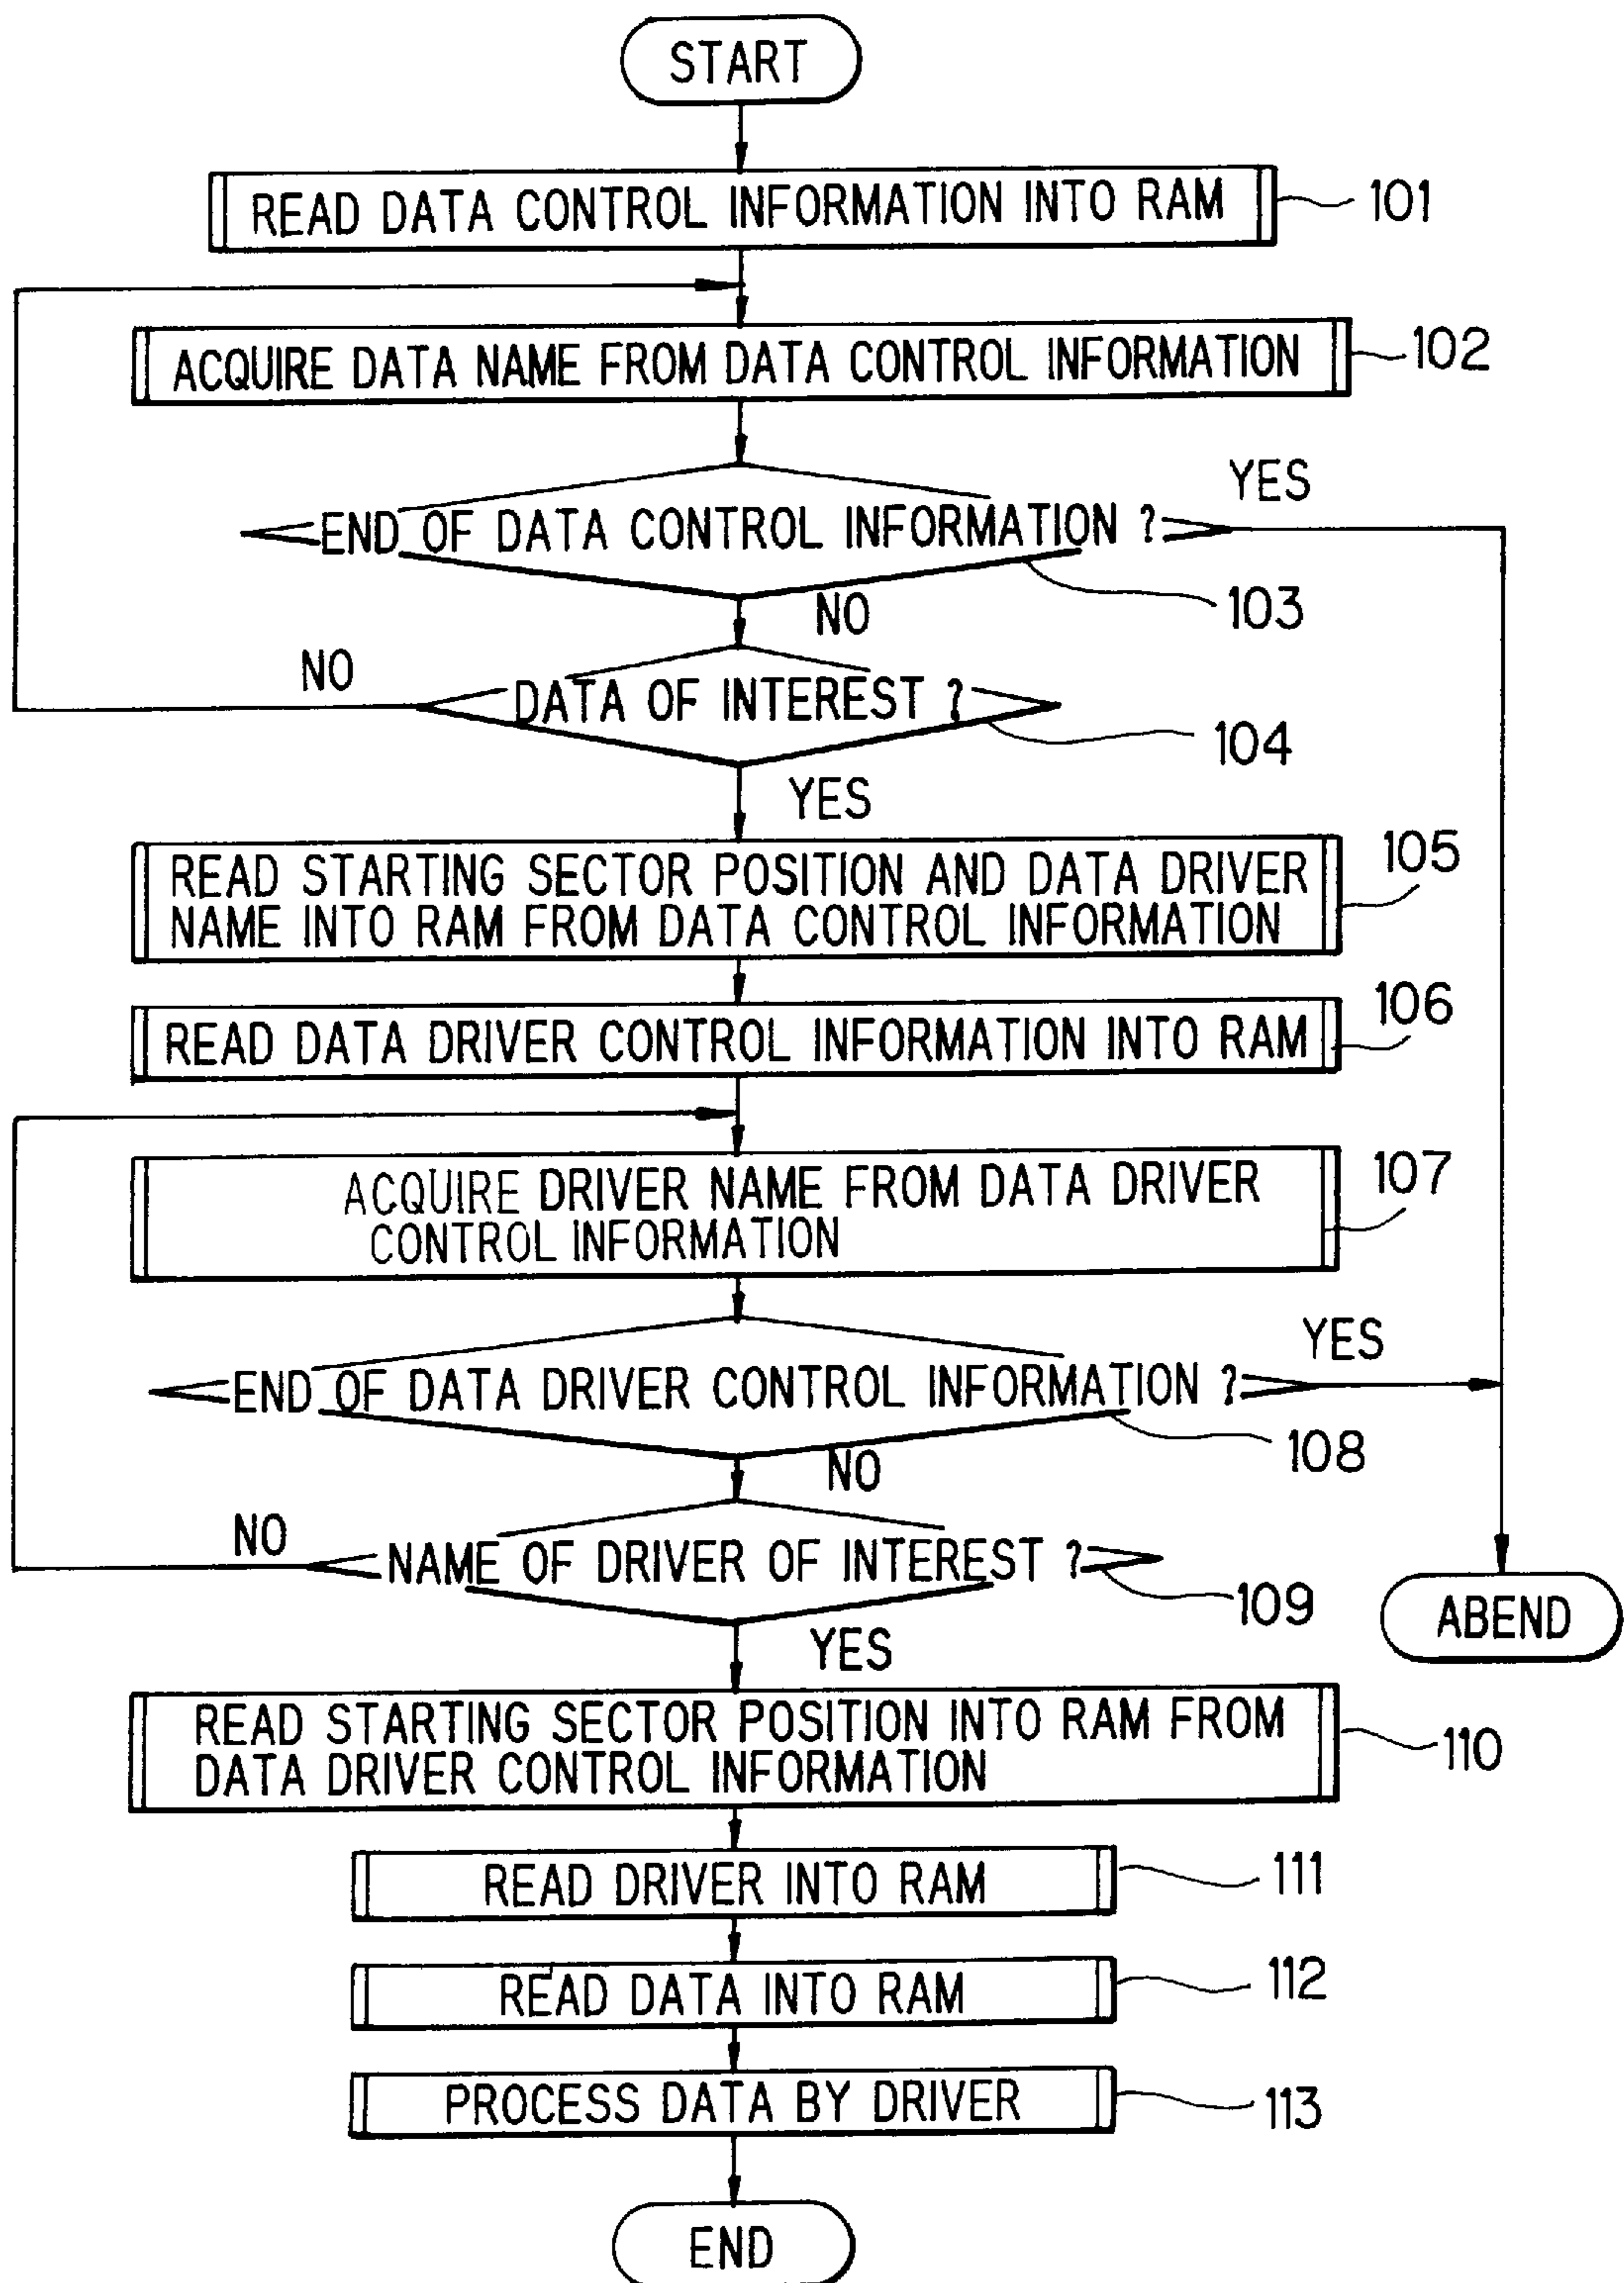 START
READ DATA CONTROL INFORMATION INTO RAM
101
ACQUIRE DATA NAME FROM DATA CONTROL INFORMATION
102
YES
END OF DATA CONTROL INFORMATION ?
103
NO
NO
DATA OF INTEREST ?
104
YES
READ STARTING SECTOR POSITION AND DATA DRIVER
NAME INTO RAM FROM DATA CONTROL INFORMATION
105
READ DATA DRIVER CONTROL INFORMATION INTO RAM
106
ACQUIRE DRIVER NAME FROM DATA DRIVER
CONTROL INFORMATION
107
YES
END OF DATA DRIVER CONTROL INFORMATION ?
108
NO
NO
NAME OF DRIVER OF INTEREST ?
109
ABEND
YES
READ STARTING SECTOR POSITION INTO RAM FROM
DATA DRIVER CONTROL INFORMATION
110
READ DRIVER INTO RAM
111
READ DATA INTO RAM
112
PROCESS DATA BY DRIVER
113
END